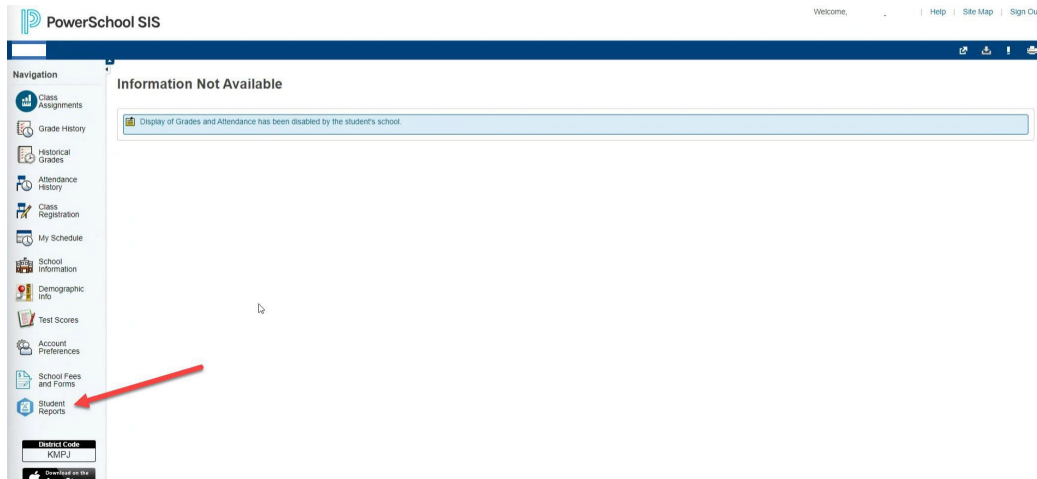 PowerSchool SIS
Welcome,
Help | Site Map | Sign Ou
Navigation
Class
Assignments
Grade History
Historical
Grades
Attendance
History
Class
Registration
My Schedule
School
Information
Demographic
Info
Test Scores
Account
Preferences
School Fees
and Forms
Student
Reports
District Code
KMPJ
Download on the
Information Not Available
Display of Grades and Attendance has been disabled by the student's school.